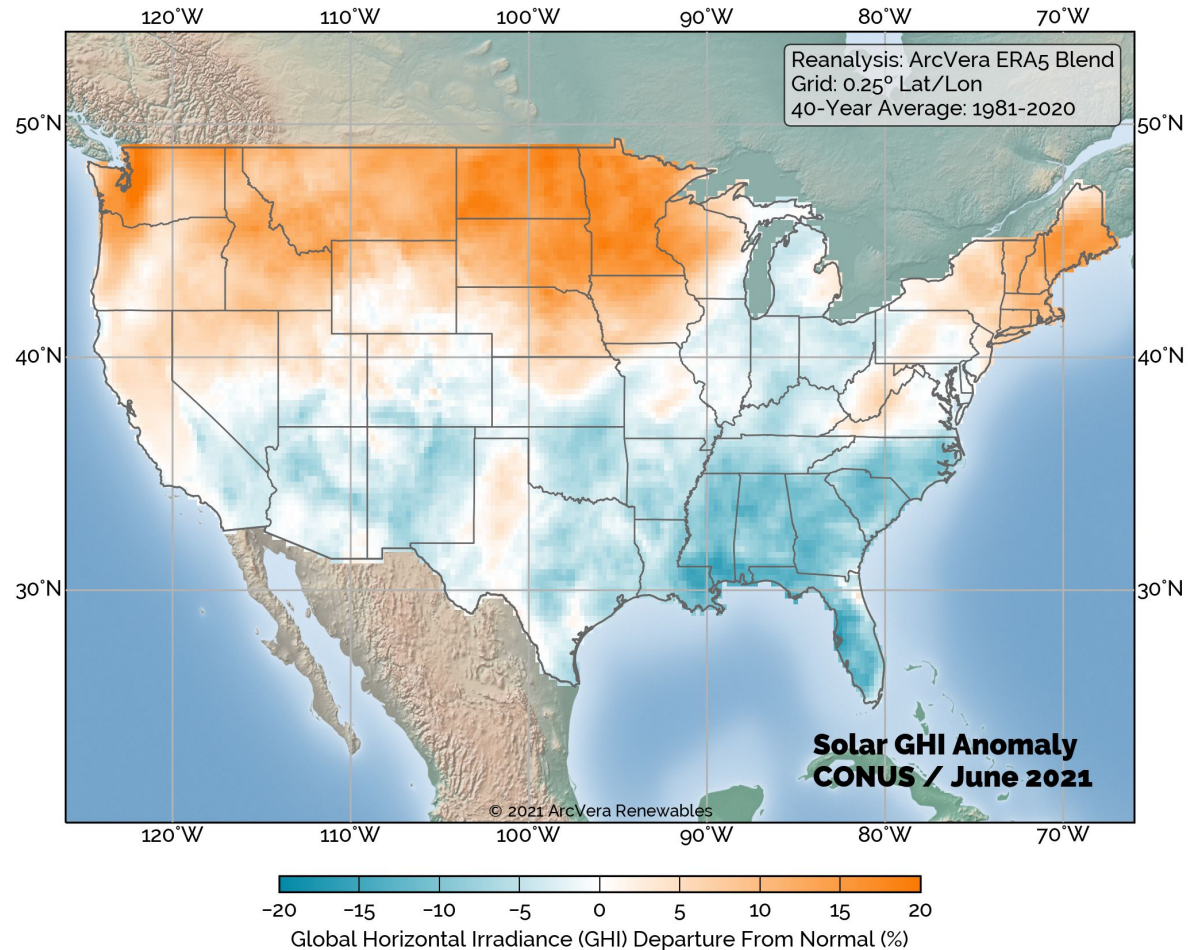 120˚W 110˚W 100˚W 90˚W 80˚W 70˚W
Reanalysis: ArcVera ERA5 Blend
Grid: 0.25º Lat/Lon
40-Year Average: 1981-2020
50˚N 50˚N
40˚N 40˚N
30˚N 30˚N
Solar GHI Anomaly
CONUS / June 2021
© 2021 ArcVera Renewables
120˚W 110˚W 100˚W 90˚W 80˚W 70˚W
−20 −15 −10 −5 0 5 10 15 20
Global Horizontal Irradiance (GHI) Departure From Normal (%)